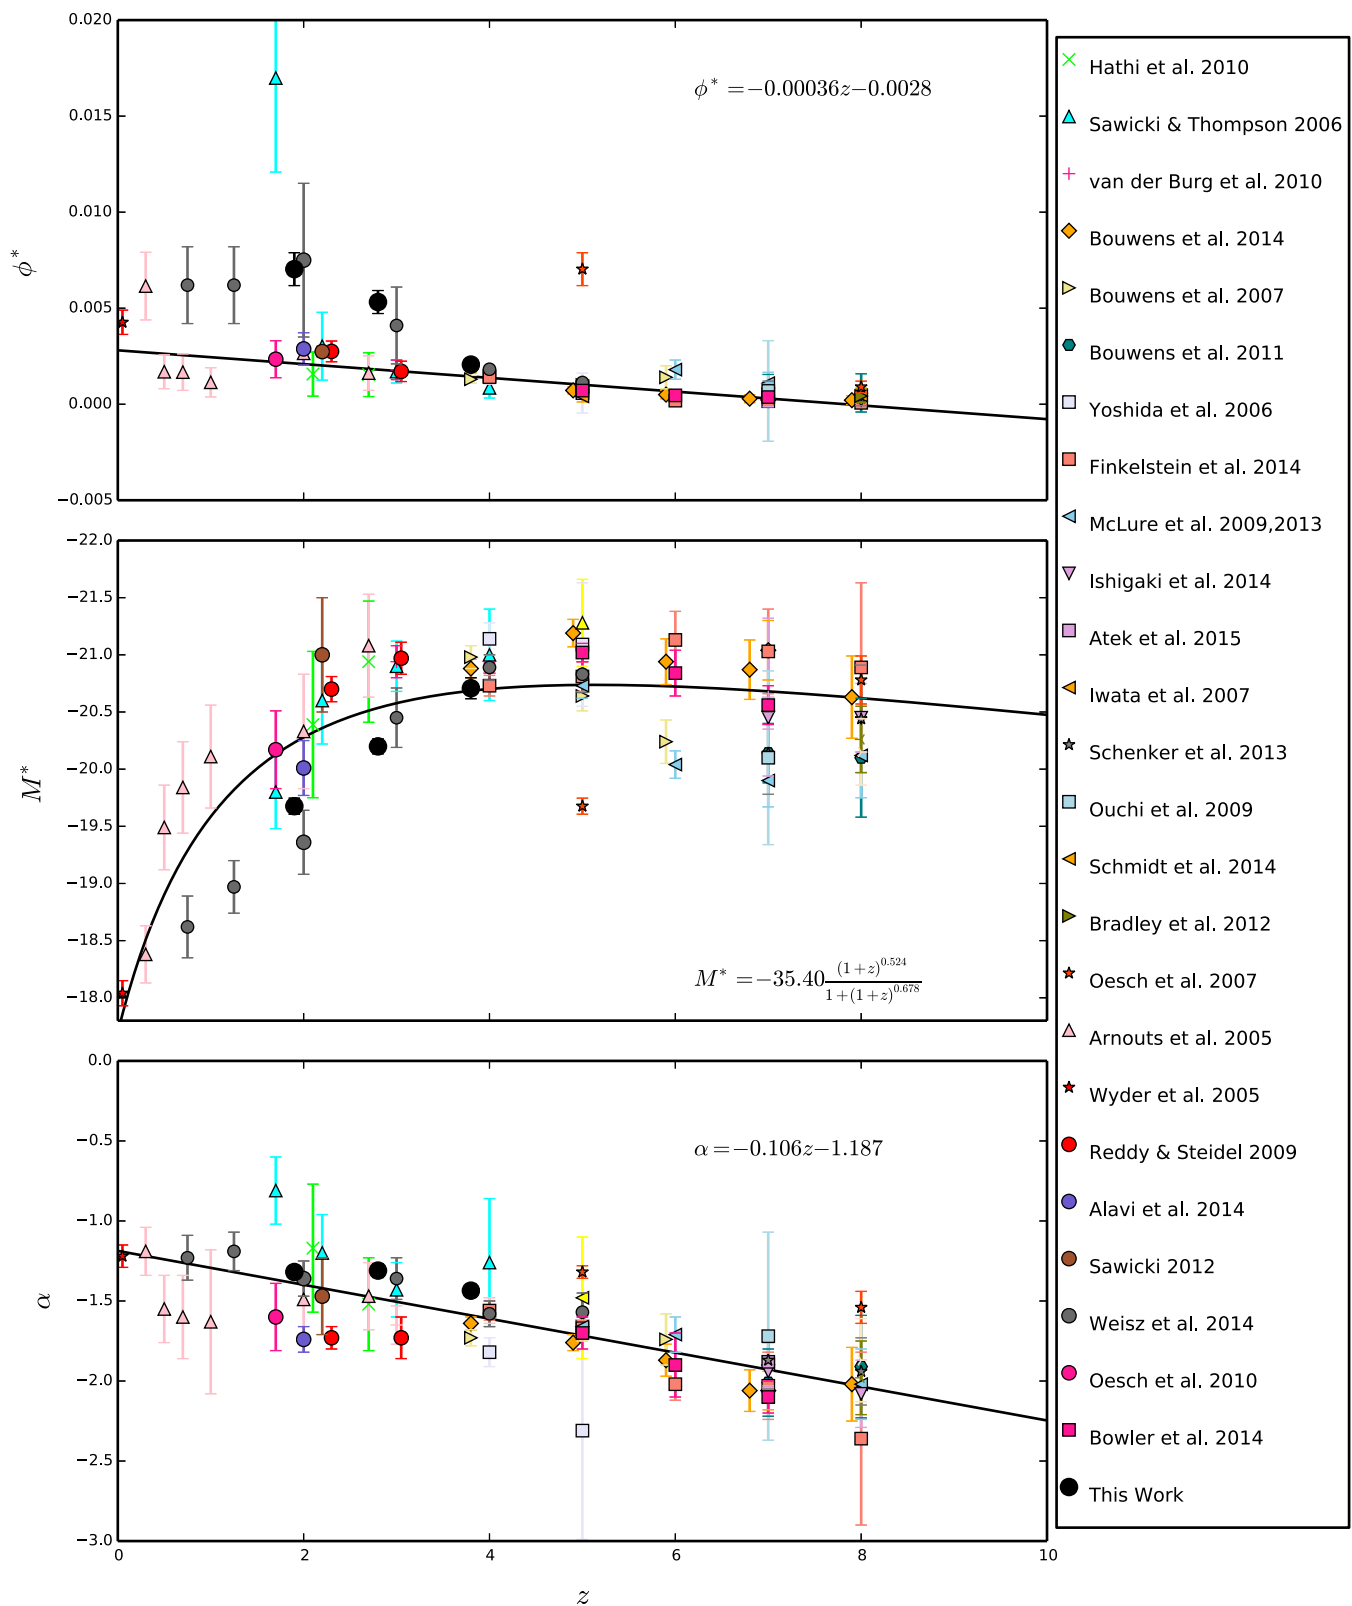 0.020
0.015
0.010
0.005
0.000
−0.005
ϕ*
ϕ* =−0.00036z−0.0028
−22.0
−21.5
−21.0
−20.5
−20.0
−19.5
−19.0
−18.5
−18.0
M*
M* =−35.40 (1+z)^0.524 / 1+(1+z)^0.678
0.0
−0.5
−1.0
−1.5
−2.0
−2.5
−3.0
α
α=−0.106z−1.187
0 2 4 6 8 10
z
Hathi et al. 2010
Sawicki & Thompson 2006
van der Burg et al. 2010
Bouwens et al. 2014
Bouwens et al. 2007
Bouwens et al. 2011
Yoshida et al. 2006
Finkelstein et al. 2014
McLure et al. 2009,2013
Ishigaki et al. 2014
Atek et al. 2015
Iwata et al. 2007
Schenker et al. 2013
Ouchi et al. 2009
Schmidt et al. 2014
Bradley et al. 2012
Oesch et al. 2007
Arnouts et al. 2005
Wyder et al. 2005
Reddy & Steidel 2009
Alavi et al. 2014
Sawicki 2012
Weisz et al. 2014
Oesch et al. 2010
Bowler et al. 2014
This Work